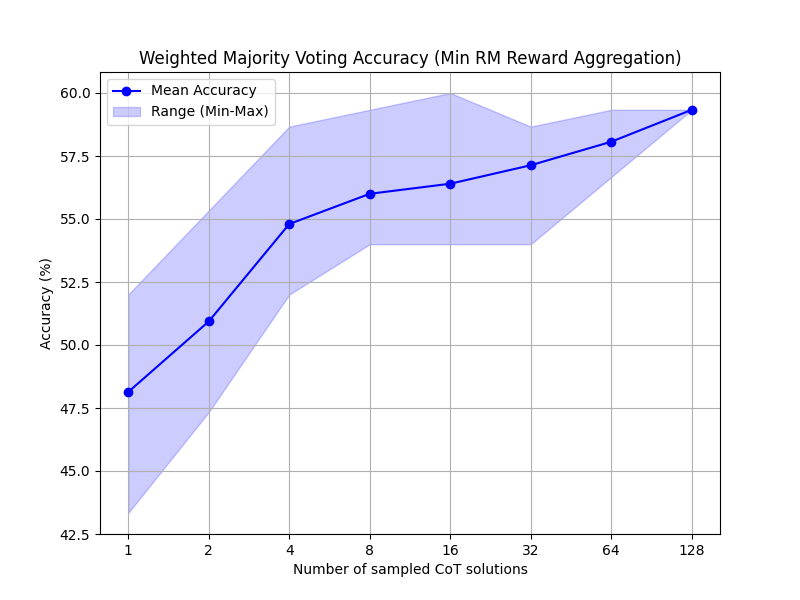 Weighted Majority Voting Accuracy (Min RM Reward Aggregation)
Mean Accuracy
Range (Min-Max)
Accuracy (%)
60.0
57.5
55.0
52.5
50.0
47.5
45.0
42.5
1 2 4 8 16 32 64 128
Number of sampled CoT solutions